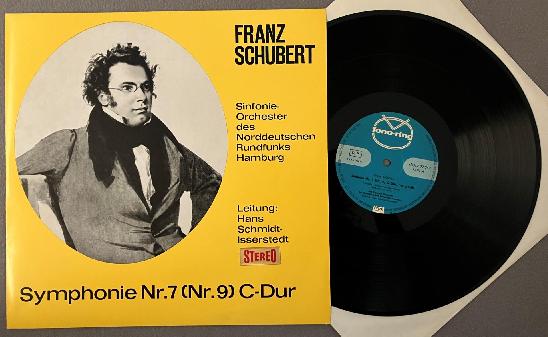 FRANZ
SCHUBERT
Sinfonie-
Orchester
des
Norddeutschen
Rundfunks
Hamburg
Leitung:
Hans
Schmidt-
Isserstedt
STEREO
Symphonie Nr.7 (Nr.9) C-Dur
fono-ring